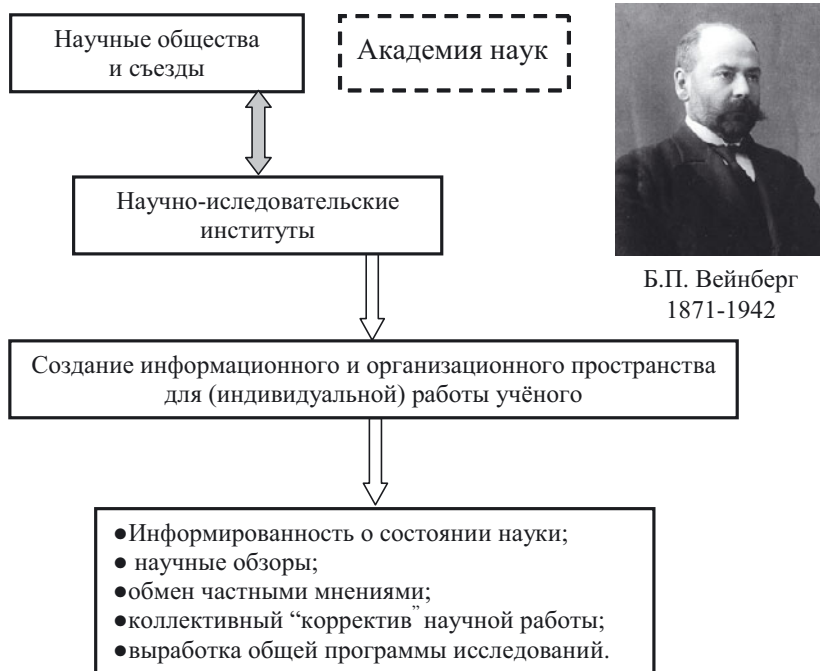 Научные общества
и съезды
Академия наук
Научно-иследовательские
институты
Б.П. Вейнберг
1871-1942
Создание информационного и организационного пространства
для (индивидуальной) работы учёного
●Информированность о состоянии науки;
● научные обзоры;
●обмен частными мнениями;
●коллективный “корректив” научной работы;
●выработка общей программы исследований.